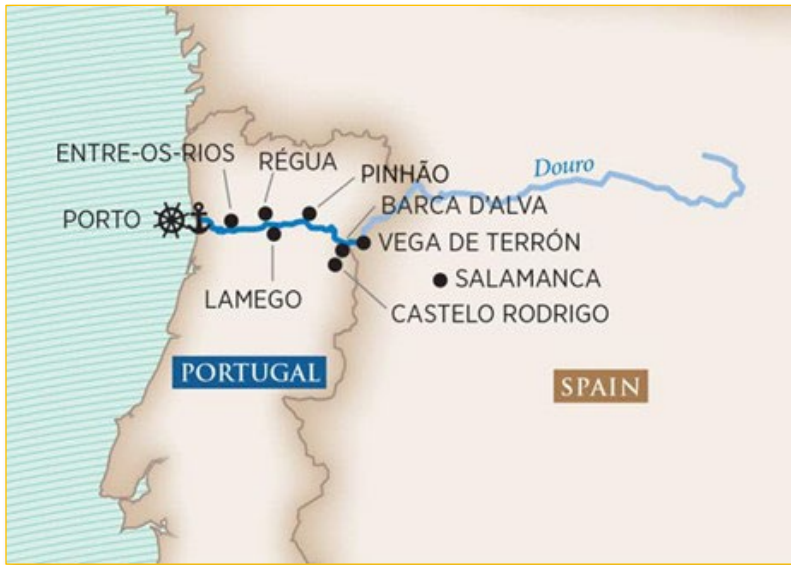 ENTRE-OS-RIOS
RÉGUA
PINHÃO
Douro
PORTO
BARCA D'ALVA
VEGA DE TERRÓN
SALAMANCA
LAMEGO
CASTELO RODRIGO
PORTUGAL
SPAIN